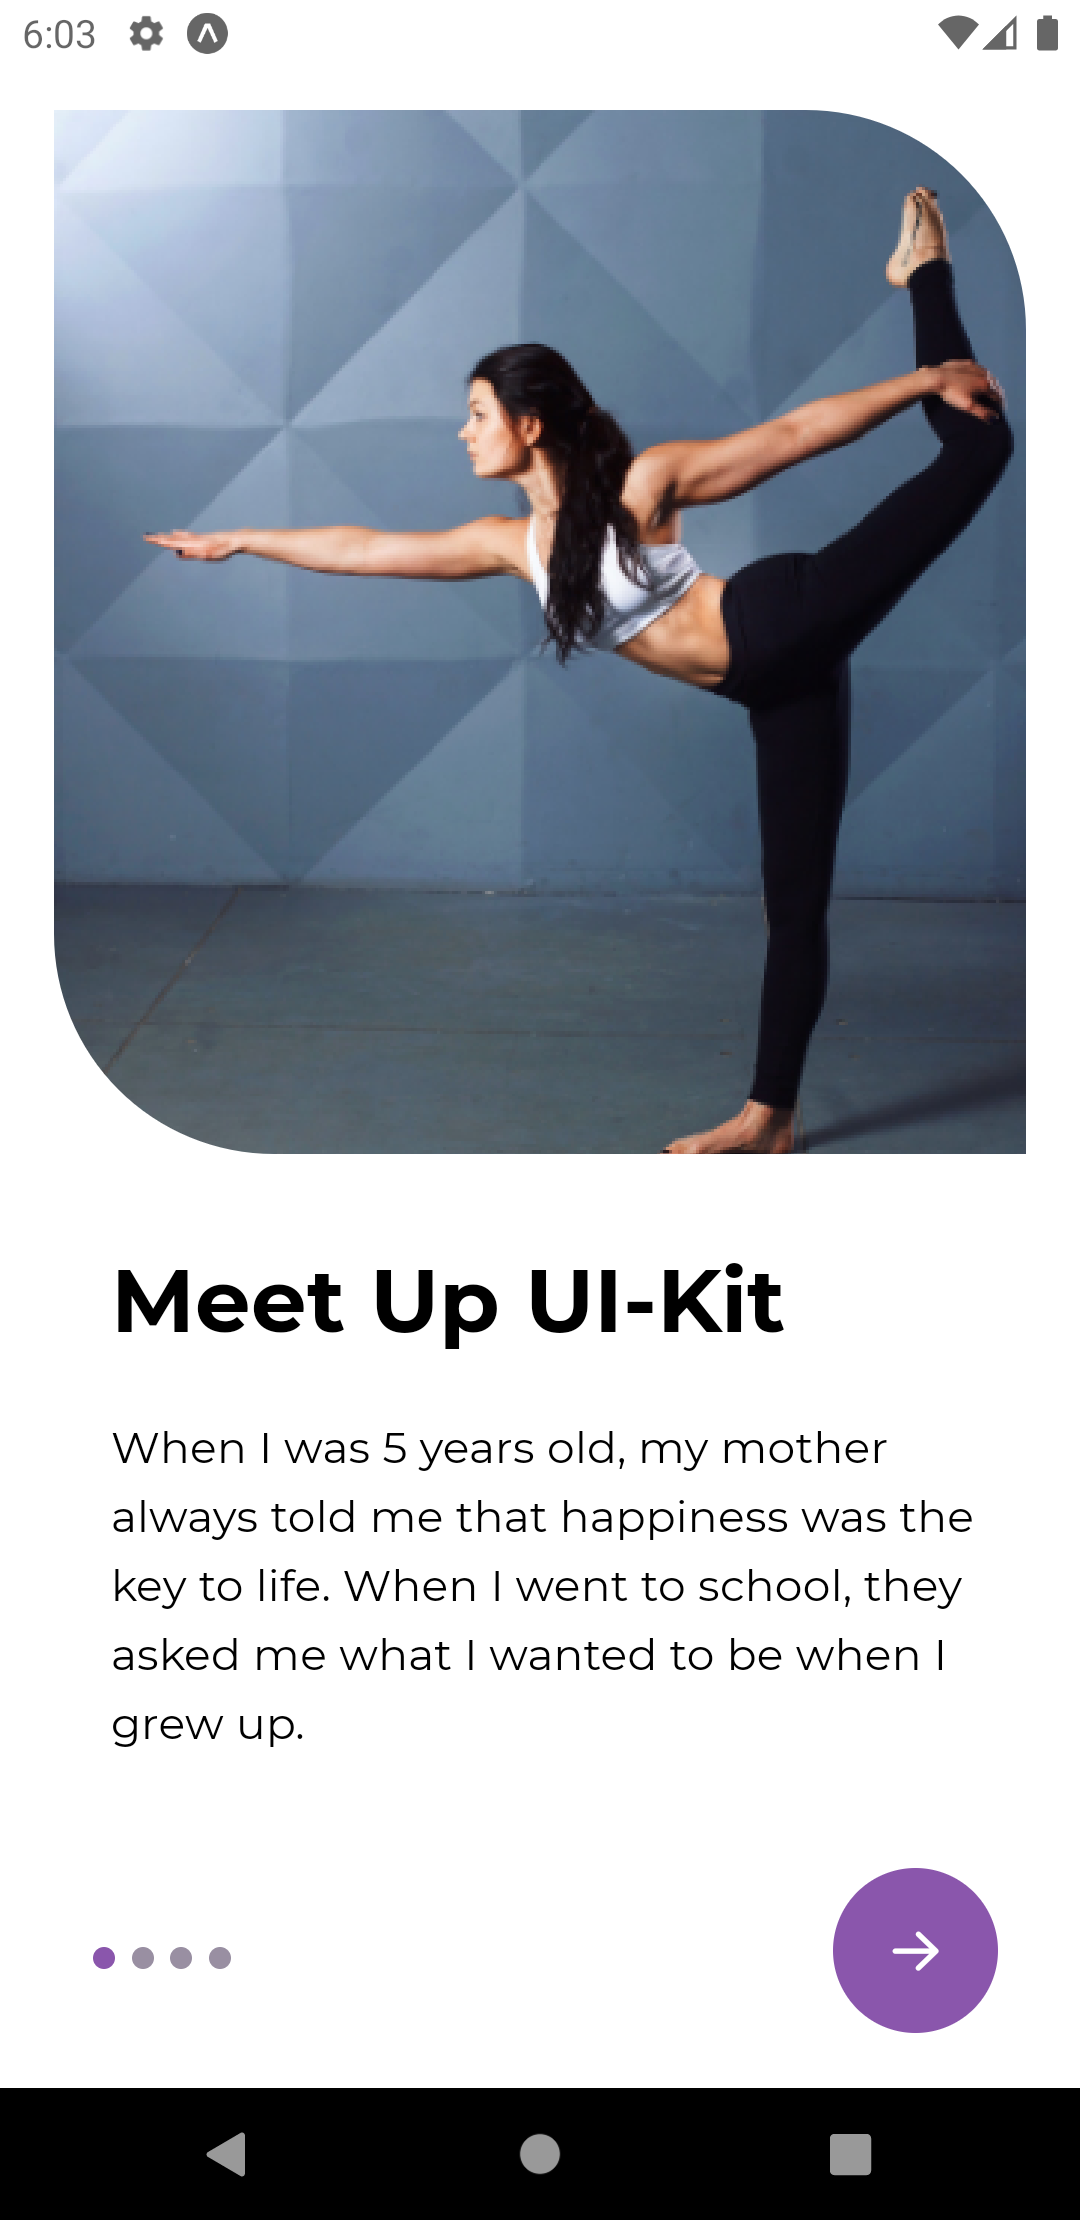 6:03
Meet Up UI-Kit
When I was 5 years old, my mother
always told me that happiness was the
key to life. When I went to school, they
asked me what I wanted to be when I
grew up.